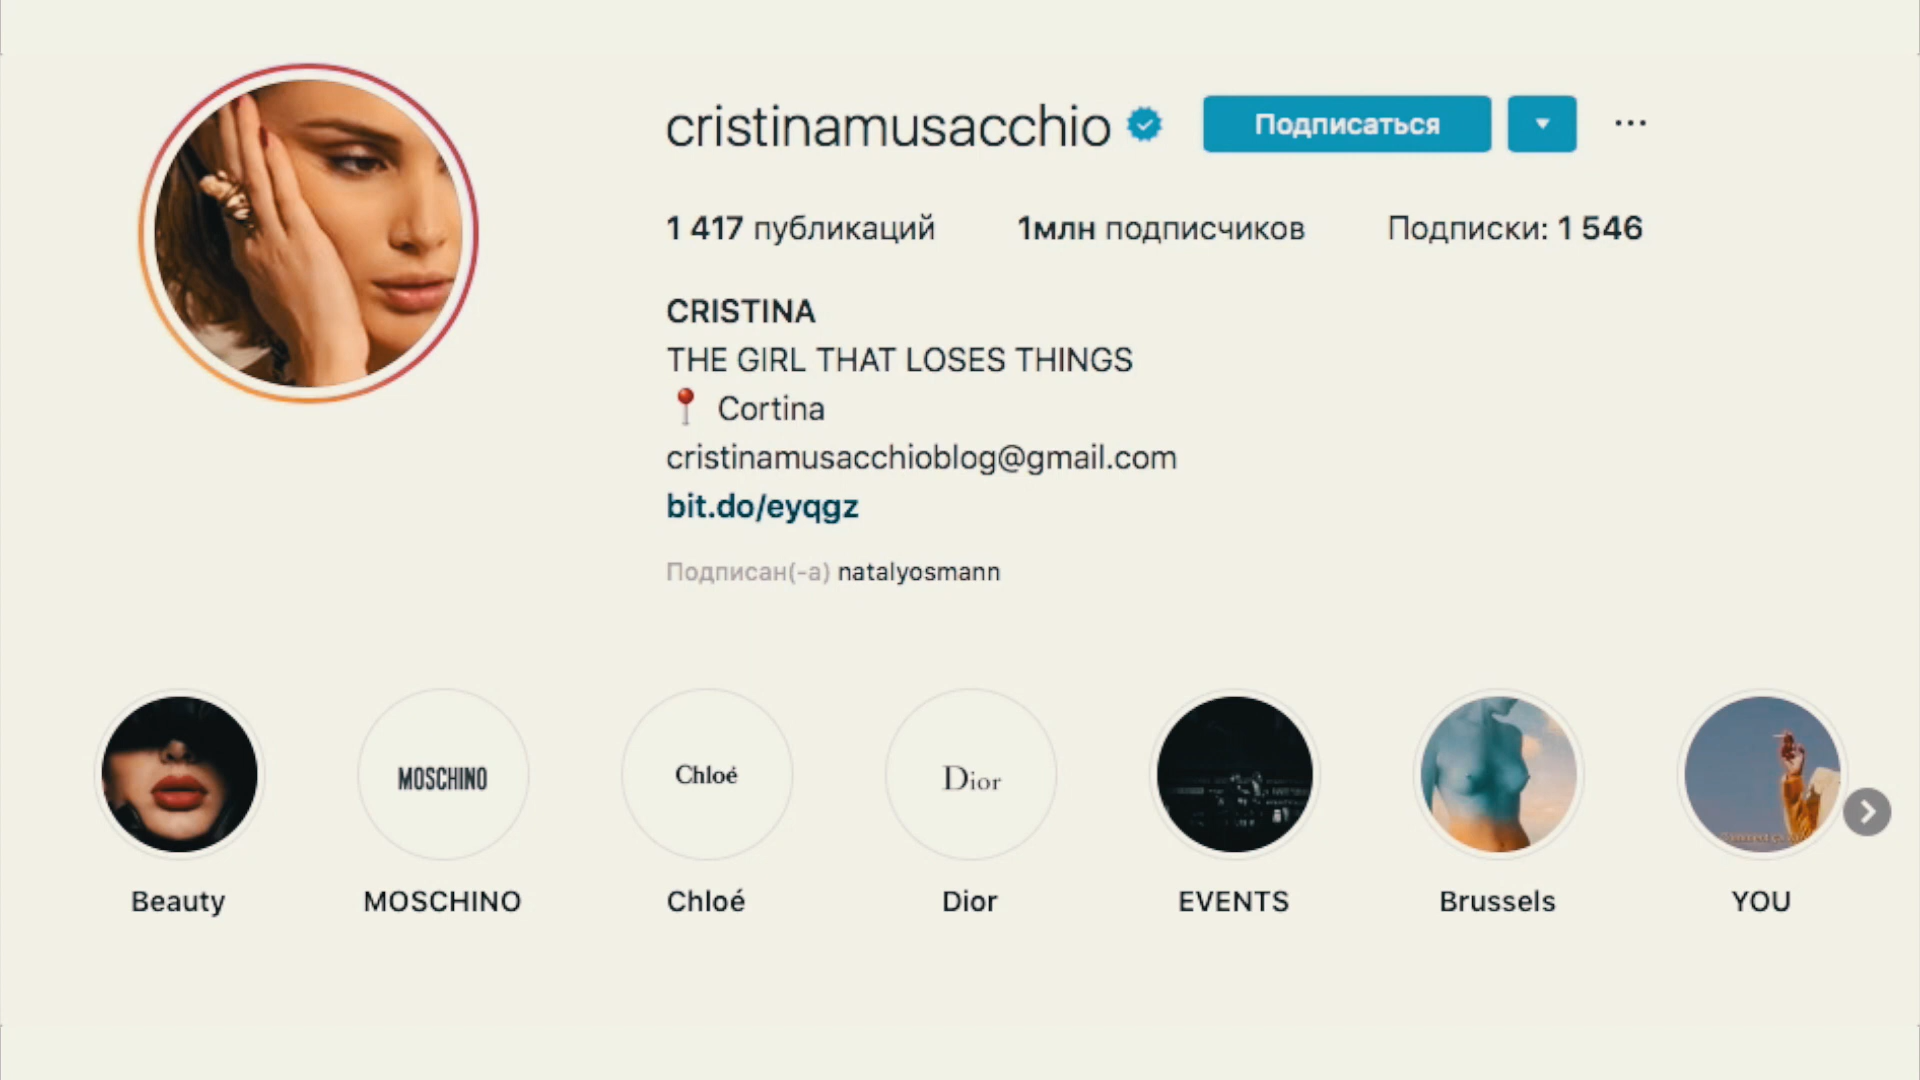 cristinamusacchio Подписаться
1 417 публикаций 1млн подписчиков Подписки: 1 546
CRISTINA
THE GIRL THAT LOSES THINGS
📍 Cortina
cristinamusacchioblog@gmail.com
bit.do/eyqgz
Подписан(-а) natalyosmann
MOSCHINO Chloé Dior
Beauty MOSCHINO Chloé Dior EVENTS Brussels YOU